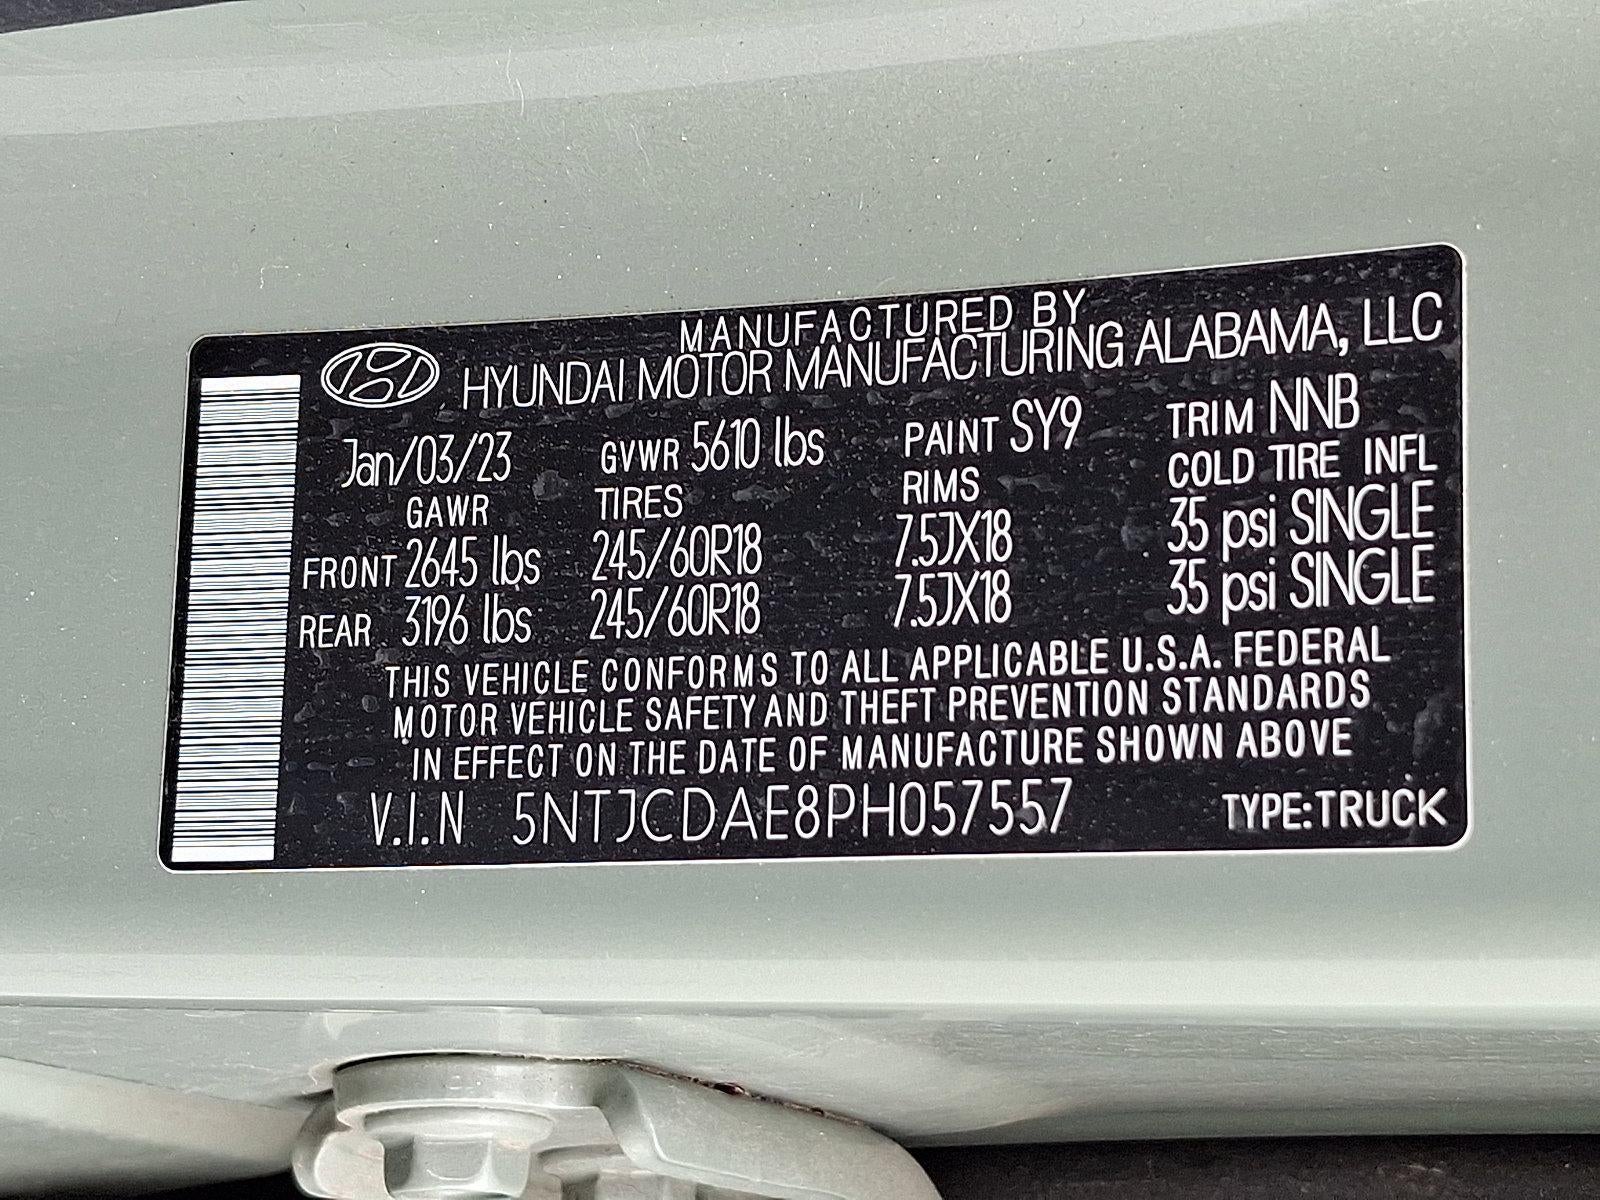 MANUFACTURED BY
HYUNDAI MOTOR MANUFACTURING ALABAMA, LLC
Jan/03/23 GVWR 5610 lbs PAINT SY9 TRIM NNB
GAWR TIRES RIMS COLD TIRE INFL
FRONT 2645 lbs 245/60R18 7.5JX18 35 psi SINGLE
REAR 3196 lbs 245/60R18 7.5JX18 35 psi SINGLE
THIS VEHICLE CONFORMS TO ALL APPLICABLE U.S.A. FEDERAL
MOTOR VEHICLE SAFETY AND THEFT PREVENTION STANDARDS
IN EFFECT ON THE DATE OF MANUFACTURE SHOWN ABOVE
V.I.N 5NTJCDAE8PH057557 TYPE:TRUCK